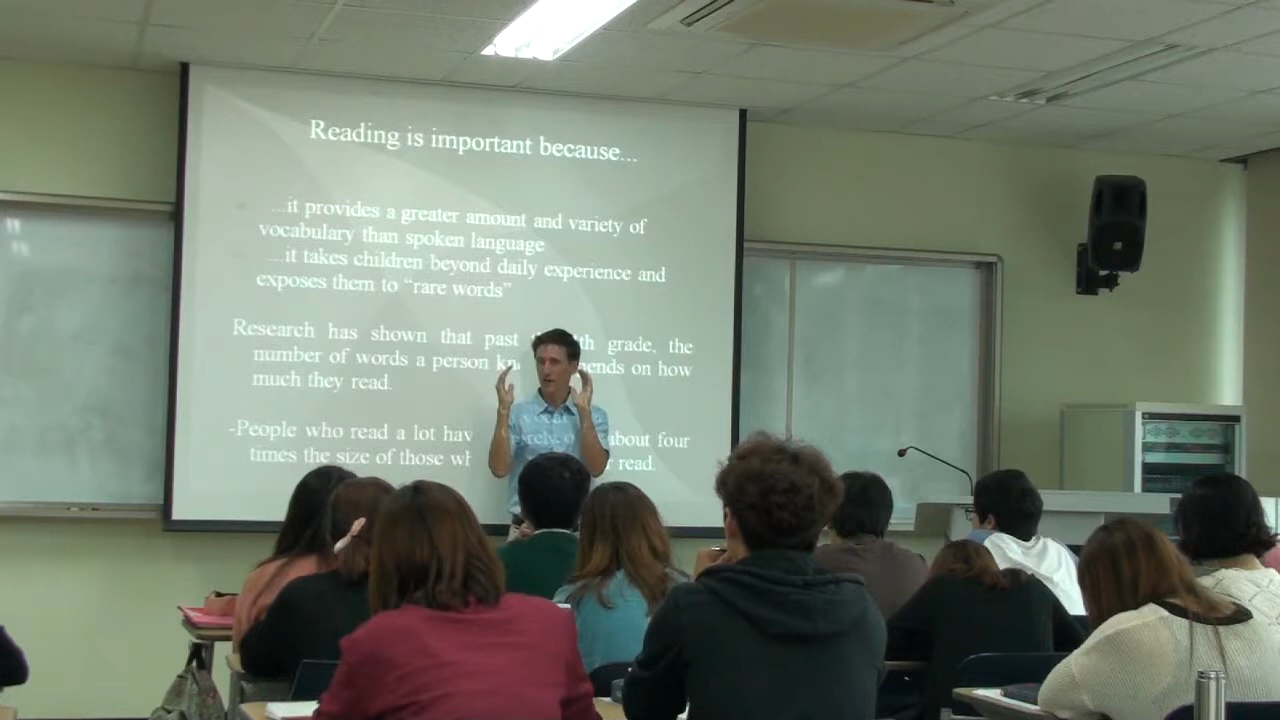 Reading is important because...
...it provides a greater amount and variety of
vocabulary than spoken language
...it takes children beyond daily experience and
exposes them to “rare words”
Research has shown that past grade, the
number of words a person on how
much they read.
-People who read a lot about four
times the size of those read.